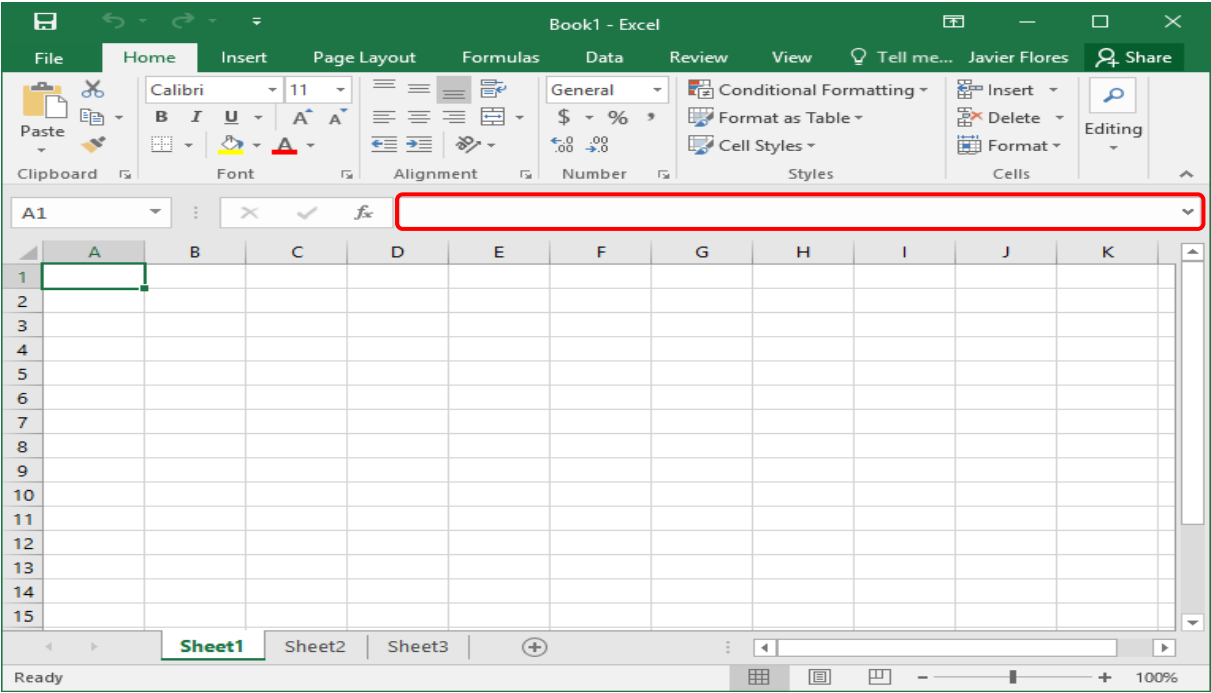 Book1 - Excel
File Home Insert Page Layout Formulas Data Review View Tell me... Javier Flores Share
Calibri 11 General Conditional Formatting Insert
Paste B I U A A $ % , Format as Table Delete Editing
A .00 .0 .00 .0 Cell Styles Format
Clipboard Font Alignment Number Styles Cells
A1 fx
A B C D E F G H I J K
1
2
3
4
5
6
7
8
9
10
11
12
13
14
15
Sheet1 Sheet2 Sheet3
Ready 100%